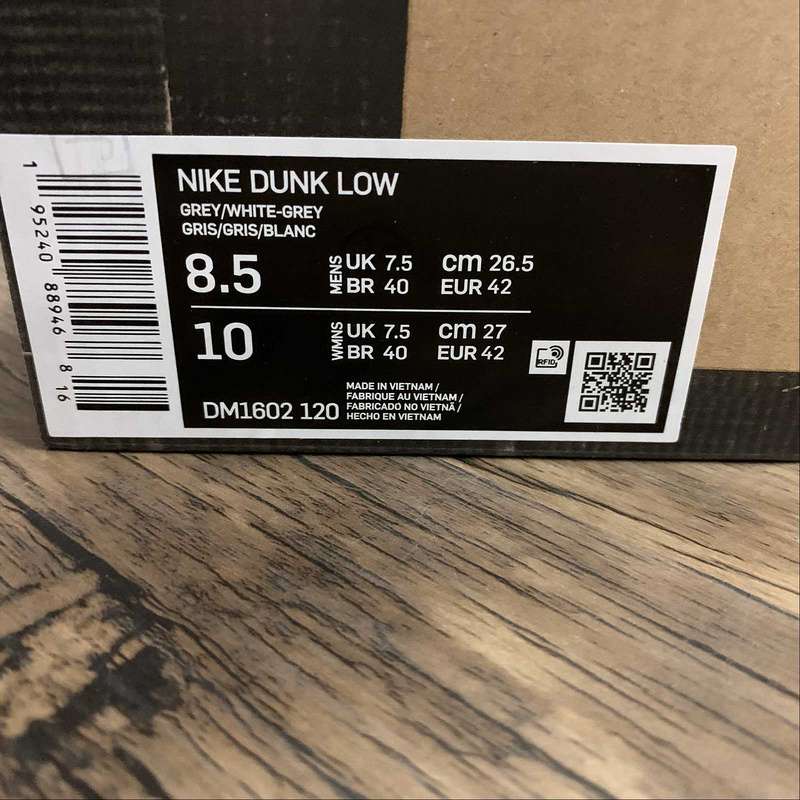 NIKE DUNK LOW
GREY/WHITE-GREY
GRIS/GRIS/BLANC
8.5 MENS UK 7.5 cm 26.5
BR 40 EUR 42
10 WMNS UK 7.5 cm 27
BR 40 EUR 42
RFID
DM1602 120
MADE IN VIETNAM /
FABRIQUE AU VIETNAM /
FABRICADO NO VIETNÃ /
HECHO EN VIETNAM
1 95240 88946 8 16